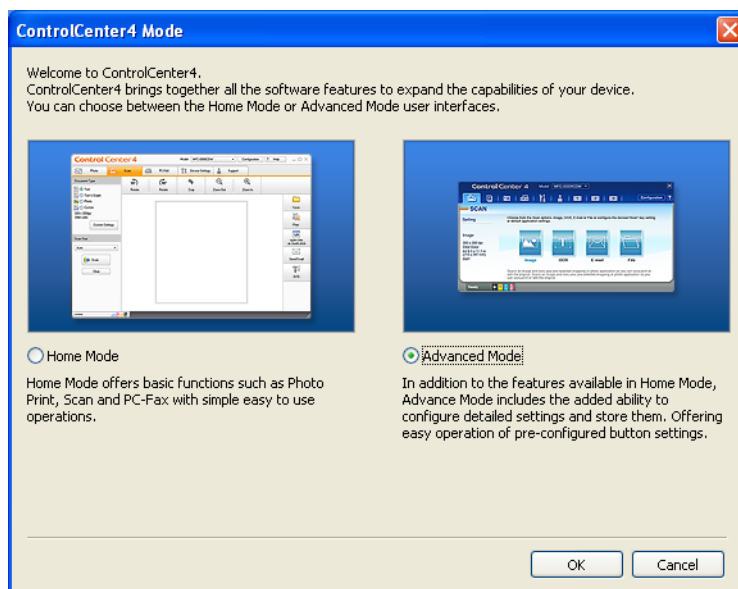 ControlCenter4 Mode
Welcome to ControlCenter4.
ControlCenter4 brings together all the software features to expand the capabilities of your device.
You can choose between the Home Mode or Advanced Mode user interfaces.
Control Center 4
Scan
Control Center 4
SCAN
Image
OCR
E-mail
File
Home Mode
Advanced Mode
Home Mode offers basic functions such as Photo
Print, Scan and PC-Fax with simple easy to use
operations.
In addition to the features available in Home Mode,
Advance Mode includes the added ability to
configure detailed settings and store them. Offering
easy operation of pre-configured button settings.
OK
Cancel